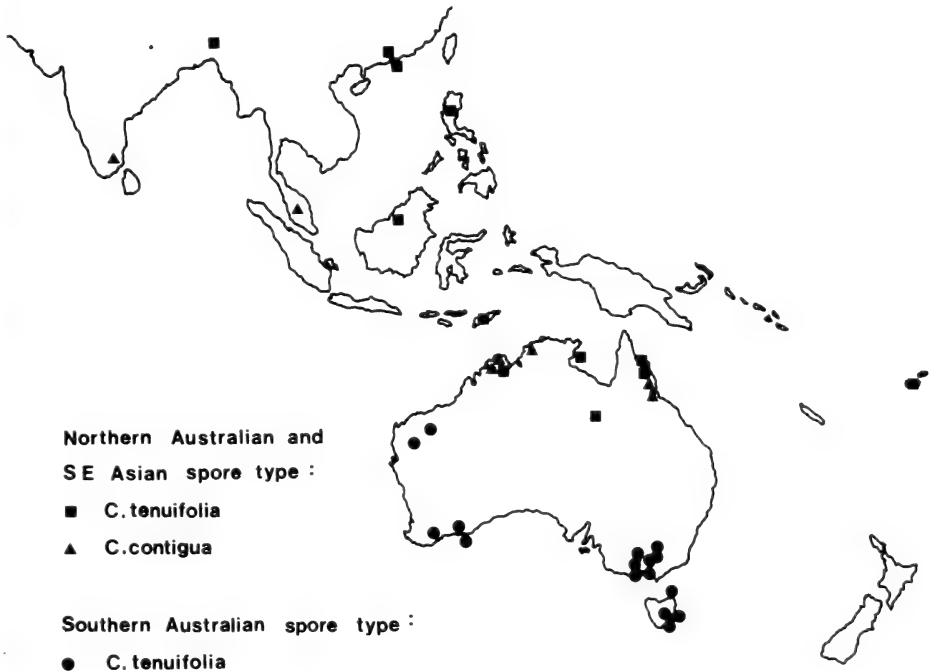 Northern Australian and
SE Asian spore type :
■ C. tenuifolia
▲ C. contigua
Southern Australian spore type :
● C. tenuifolia